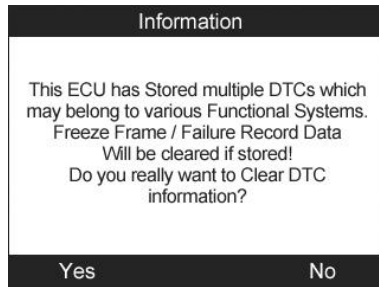 Information
This ECU has Stored multiple DTCs which
may belong to various Functional Systems.
Freeze Frame / Failure Record Data
Will be cleared if stored!
Do you really want to Clear DTC
information?
Yes No